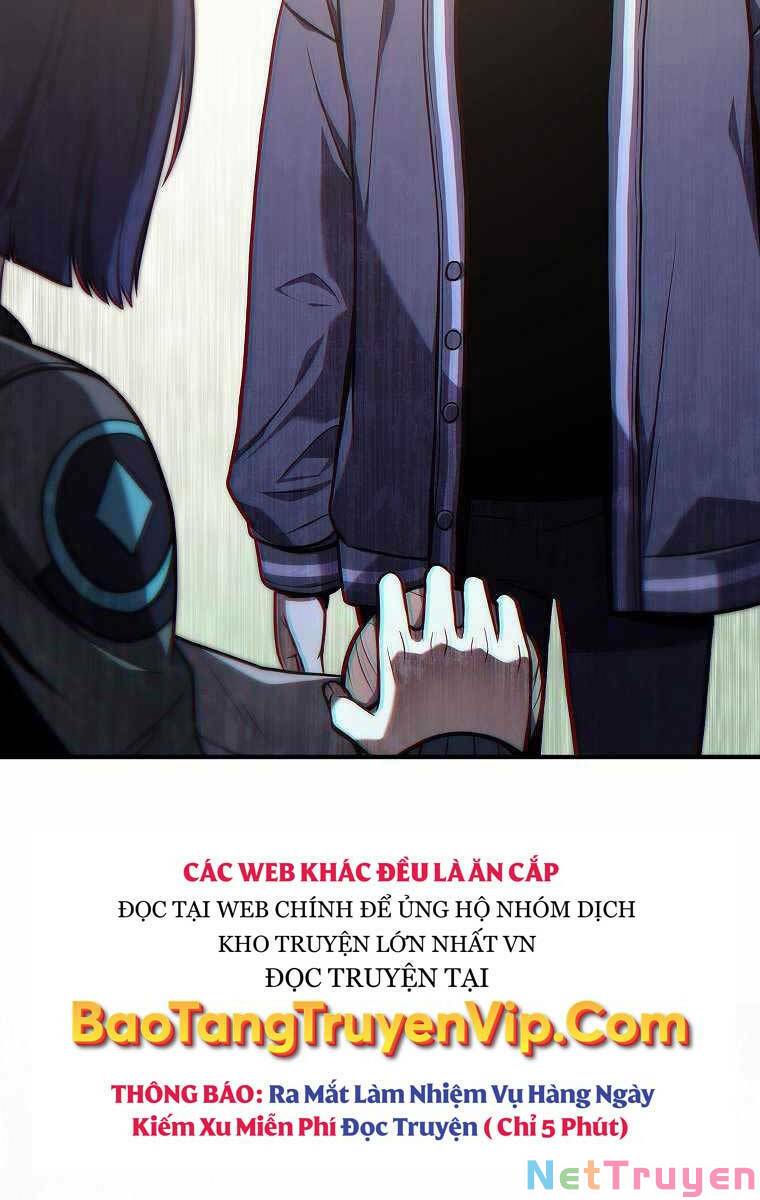 CÁC WEB KHÁC ĐỀU LÀ ĂN CẮP
ĐỌC TẠI WEB CHÍNH ĐỂ ỦNG HỘ NHÓM DỊCH
KHO TRUYỆN LỚN NHẤT VN
ĐỌC TRUYỆN TẠI
BaoTangTruyenVip.Com
THÔNG BÁO: Ra Mắt Làm Nhiệm Vụ Hàng Ngày
Kiếm Xu Miễn Phí Đọc Truyện ( Chỉ 5 Phút)
NetTruyen